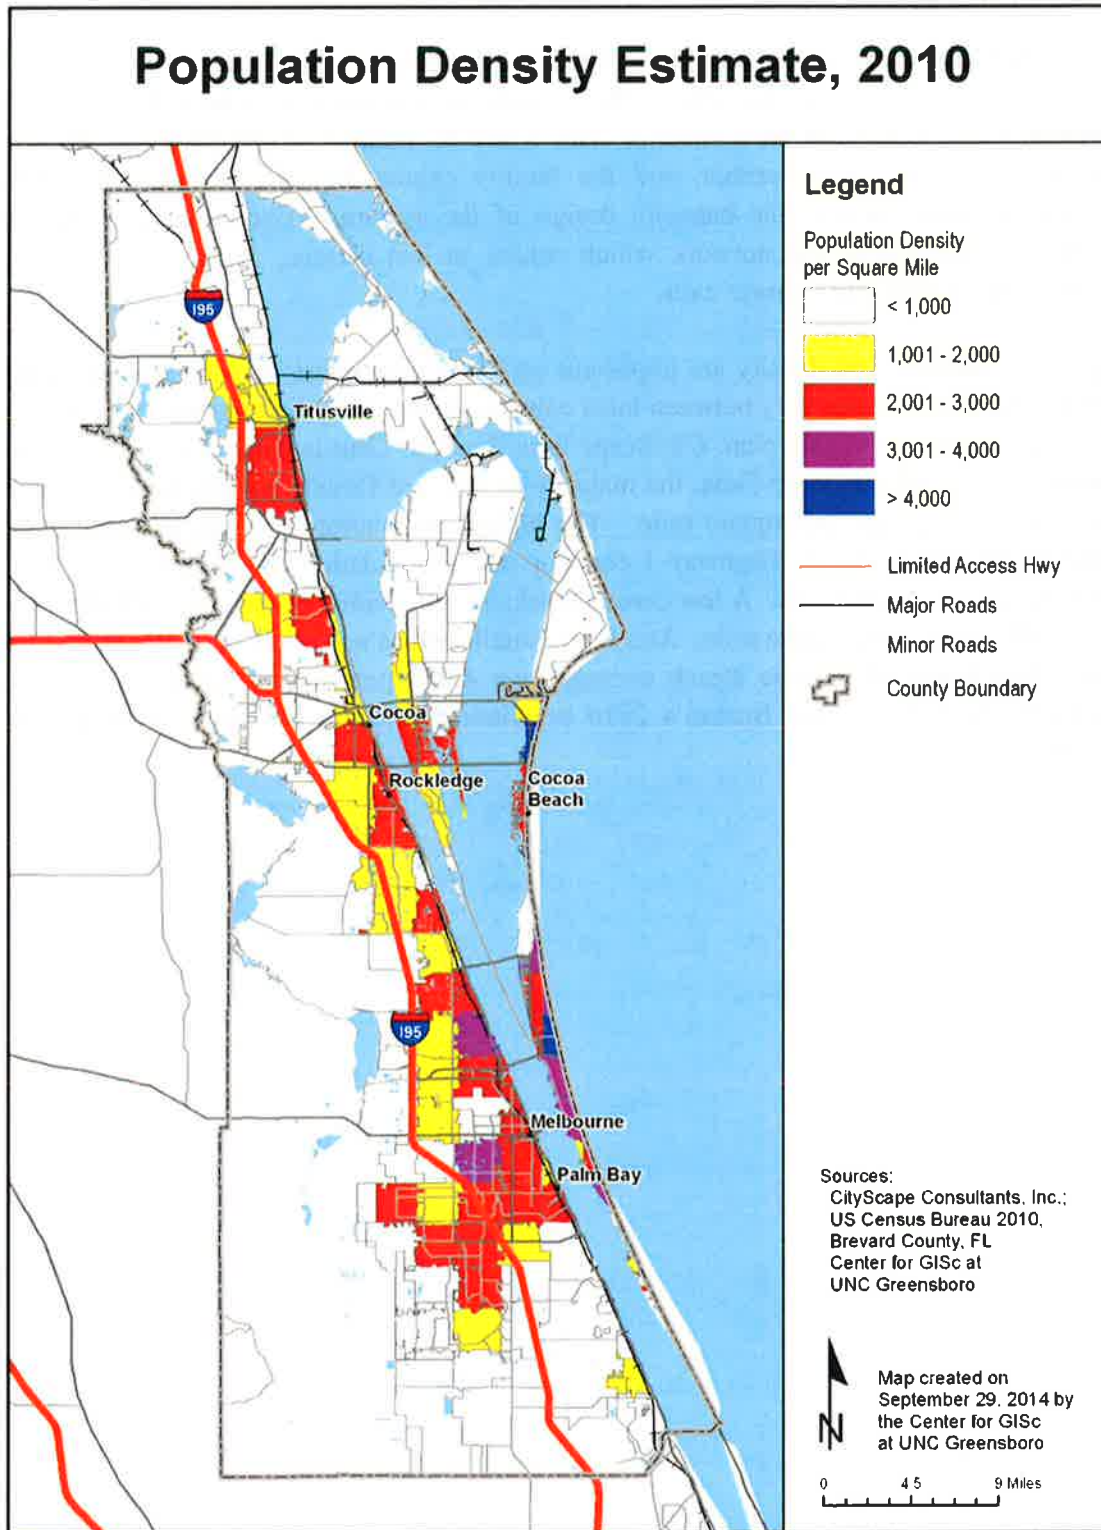 Population Density Estimate, 2010
Legend
Population Density
per Square Mile
< 1,000
1,001 - 2,000
2,001 - 3,000
3,001 - 4,000
> 4,000
Limited Access Hwy
Major Roads
Minor Roads
County Boundary
195
Titusville
Cocoa
Rockledge
Cocoa
Beach
195
Melbourne
Palm Bay
Sources:
CityScape Consultants, Inc.;
US Census Bureau 2010,
Brevard County, FL
Center for GISc at
UNC Greensboro
N
Map created on
September 29, 2014 by
the Center for GISc
at UNC Greensboro
0 4.5 9 Miles